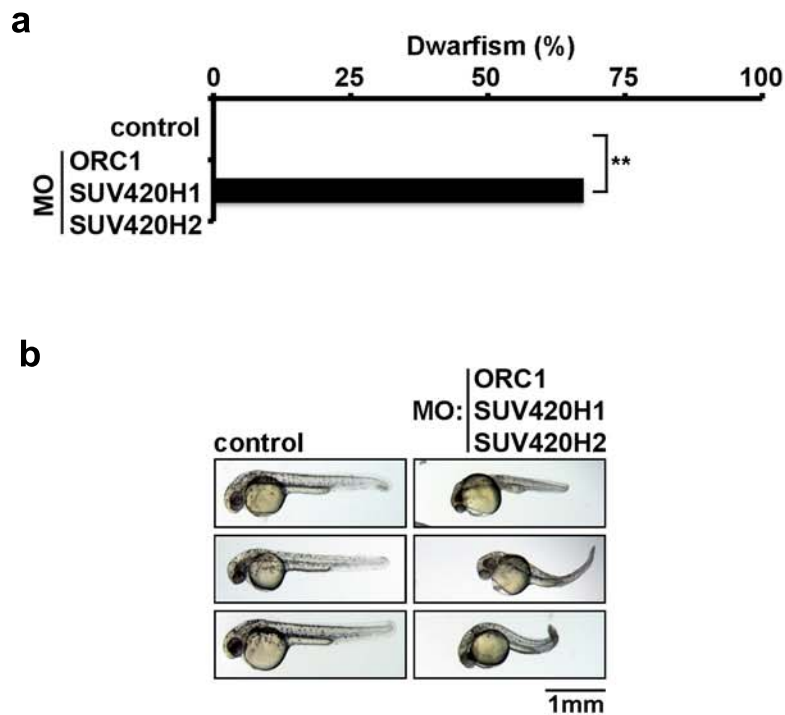 a
Dwarfism (%)
0 25 50 75 100
control
**
MO
ORC1
SUV420H1
SUV420H2
b
control
MO:
ORC1
SUV420H1
SUV420H2
1mm